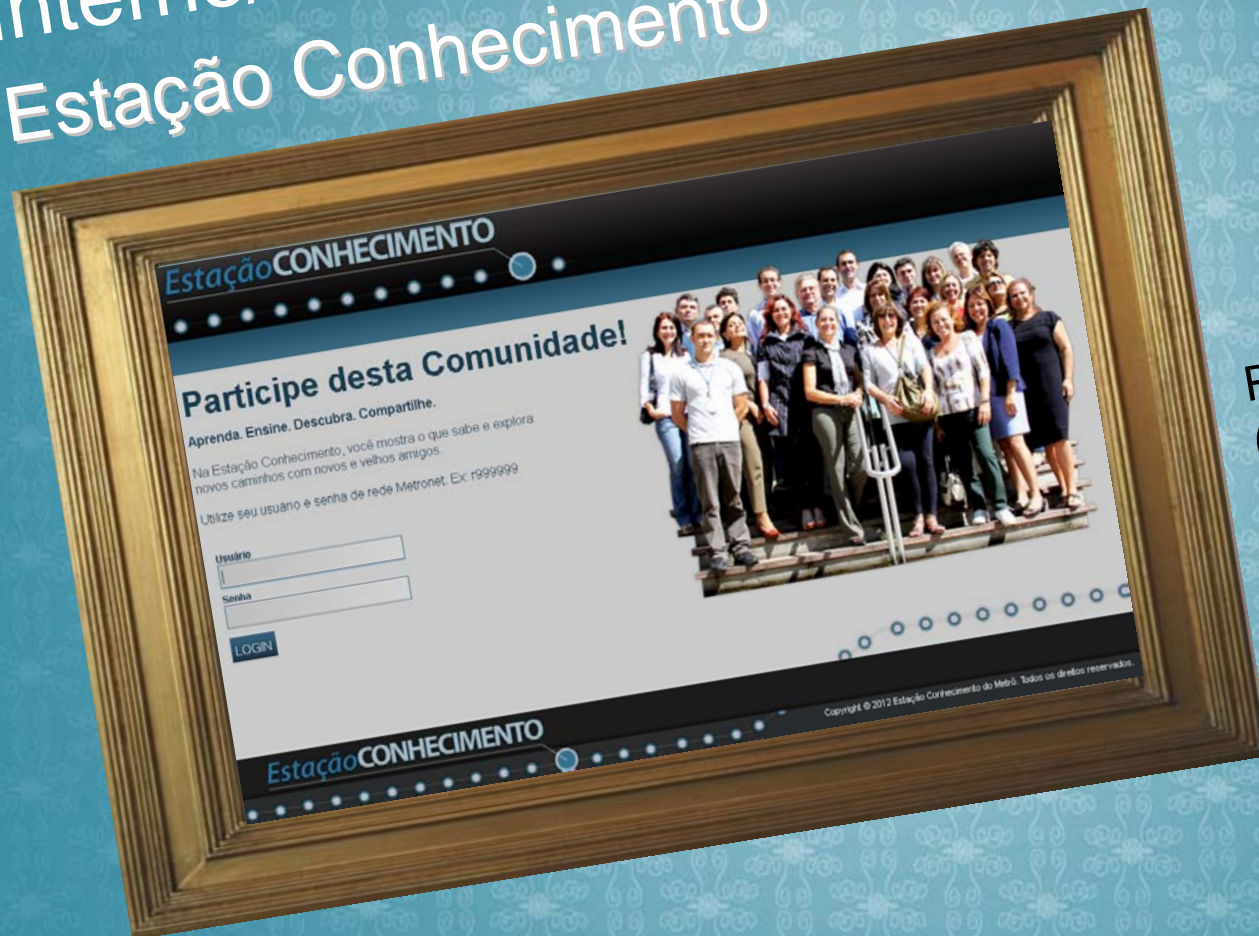 Estação Conhecimento
EstaçãoCONHECIMENTO
Participe desta Comunidade!
Aprenda. Ensine. Descubra. Compartilhe.
Na Estação Conhecimento, você mostra o que sabe e explora
novos caminhos com novos e velhos amigos.
Utilize seu usuário e senha de rede Metronet. Ex: r999999
Usuário
Senha
LOGIN
EstaçãoCONHECIMENTO
Copyright © 2012 Estação Conhecimento do Metrô. Todos os direitos reservados.